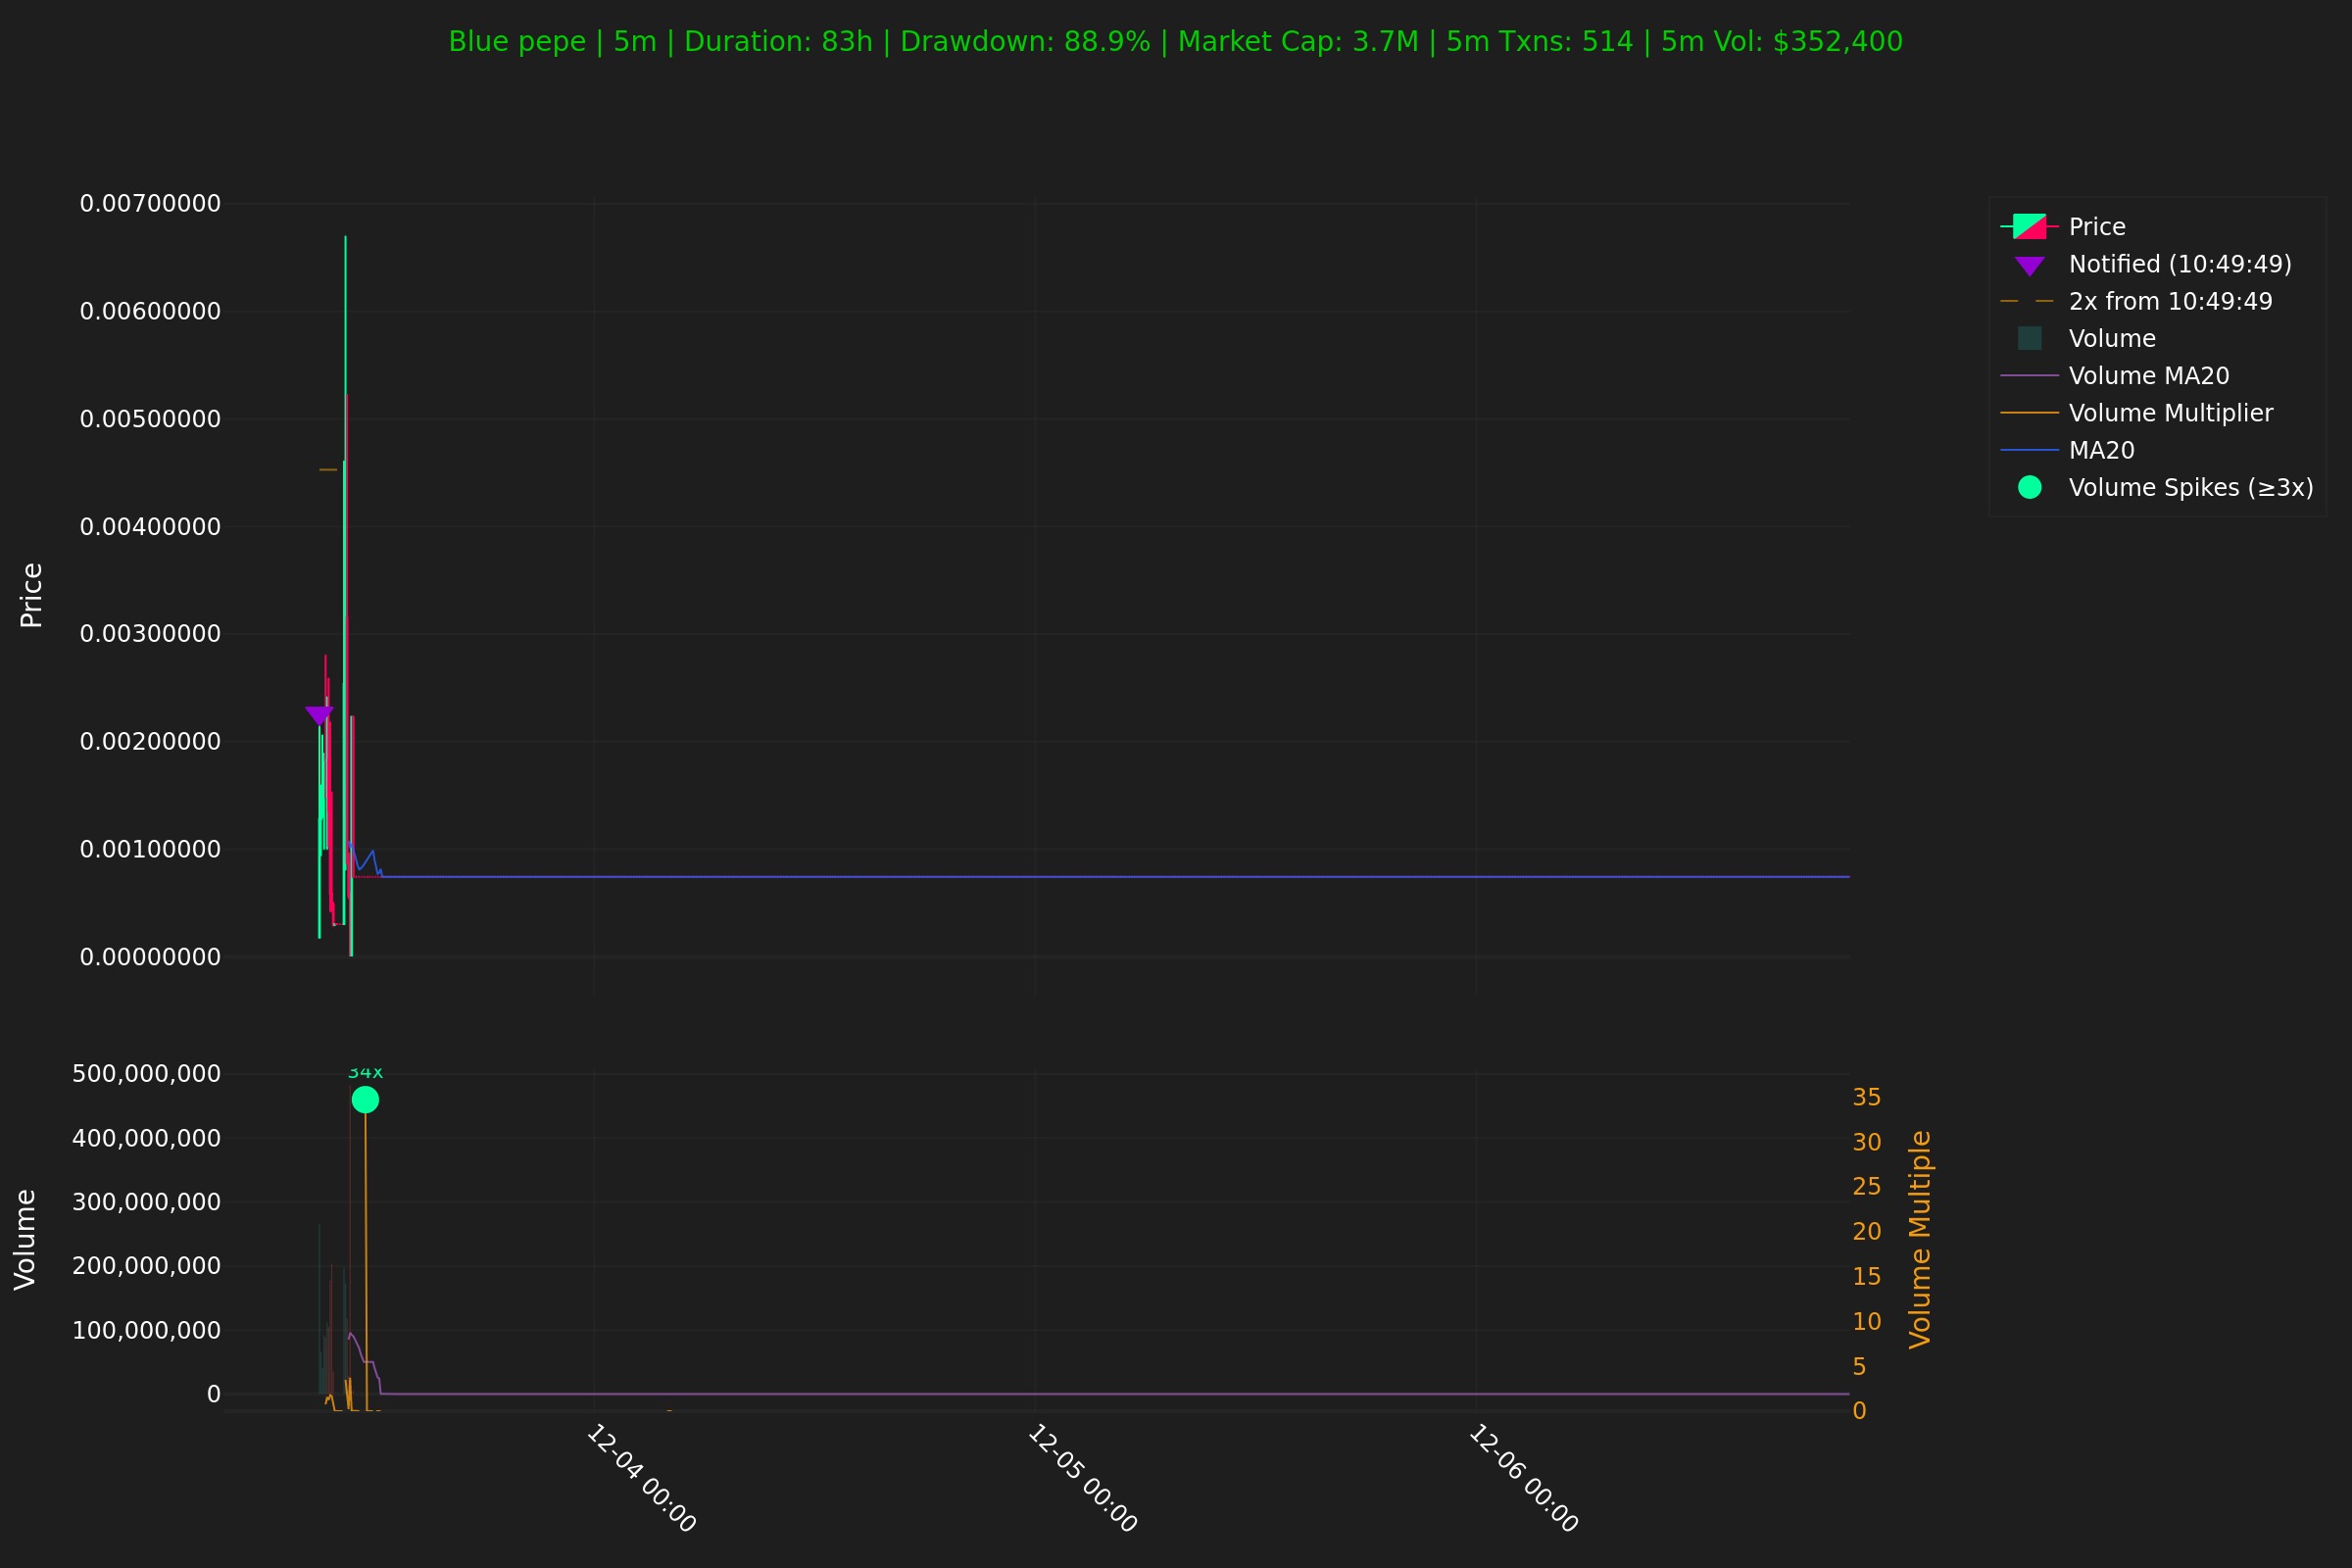 Blue pepe | 5m | Duration: 83h | Drawdown: 88.9% | Market Cap: 3.7M | 5m Txns: 514 | 5m Vol: $352,400
Price
0.00700000
0.00600000
0.00500000
0.00400000
0.00300000
0.00200000
0.00100000
0.00000000
Price
Notified (10:49:49)
2x from 10:49:49
Volume
Volume MA20
Volume Multiplier
MA20
Volume Spikes (≥3x)
Volume
500,000,000
400,000,000
300,000,000
200,000,000
100,000,000
0
34x
35
30
25
20
15
10
5
0
Volume Multiple
12-04 00:00
12-05 00:00
12-06 00:00